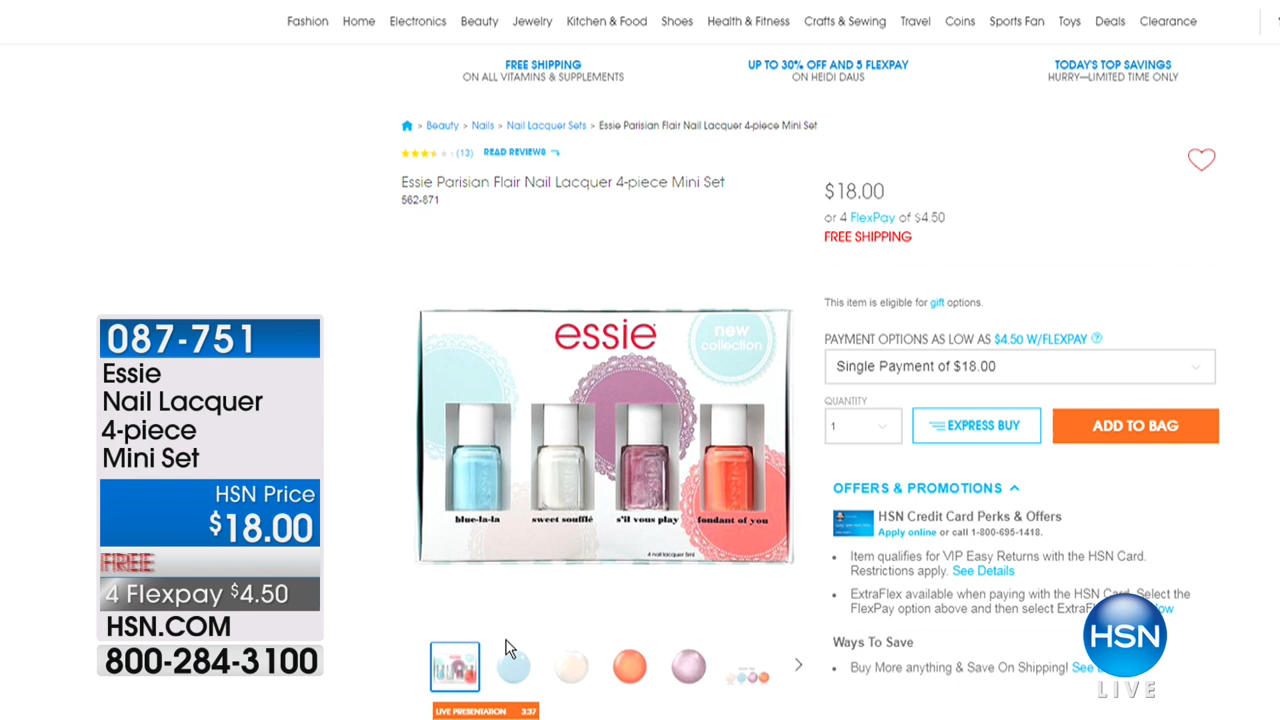 Fashion Home Electronics Beauty Jewelry Kitchen & Food Shoes Health & Fitness Crafts & Sewing Travel Coins Sports Fan Toys Deals Clearance
FREE SHIPPING
ON ALL VITAMINS & SUPPLEMENTS
UP TO 30% OFF AND 5 FLEXPAY
ON HEIDI DAUS
TODAY'S TOP SAVINGS
HURRY—LIMITED TIME ONLY
> Beauty > Nails > Nail Lacquer Sets > Essie Parisian Flair Nail Lacquer 4-piece Mini Set
(13) READ REVIEWS
Essie Parisian Flair Nail Lacquer 4-piece Mini Set
562-871
$18.00
or 4 FlexPay of $4.50
FREE SHIPPING
This item is eligible for gift options.
PAYMENT OPTIONS AS LOW AS $4.50 W/FLEXPAY ?
Single Payment of $18.00
QUANTITY
1
EXPRESS BUY
ADD TO BAG
OFFERS & PROMOTIONS
HSN Credit Card Perks & Offers
Apply online or call 1-800-695-1418.
• Item qualifies for VIP Easy Returns with the HSN Card.
Restrictions apply. See Details
• ExtraFlex available when paying with the HSN Card. Select the
FlexPay option above and then select
Ways To Save
• Buy More anything & Save On Shipping! See
essie
new
collection
blue-la-la
sweet soufflé
s'il vous play
fondant of you
4 nail lacquer 5ml
LIVE PRESENTATION 3:37
087-751
Essie
Nail Lacquer
4-piece
Mini Set
HSN Price
$18.00
FREE
4 Flexpay $4.50
HSN.COM
800-284-3100
HSN
LIVE